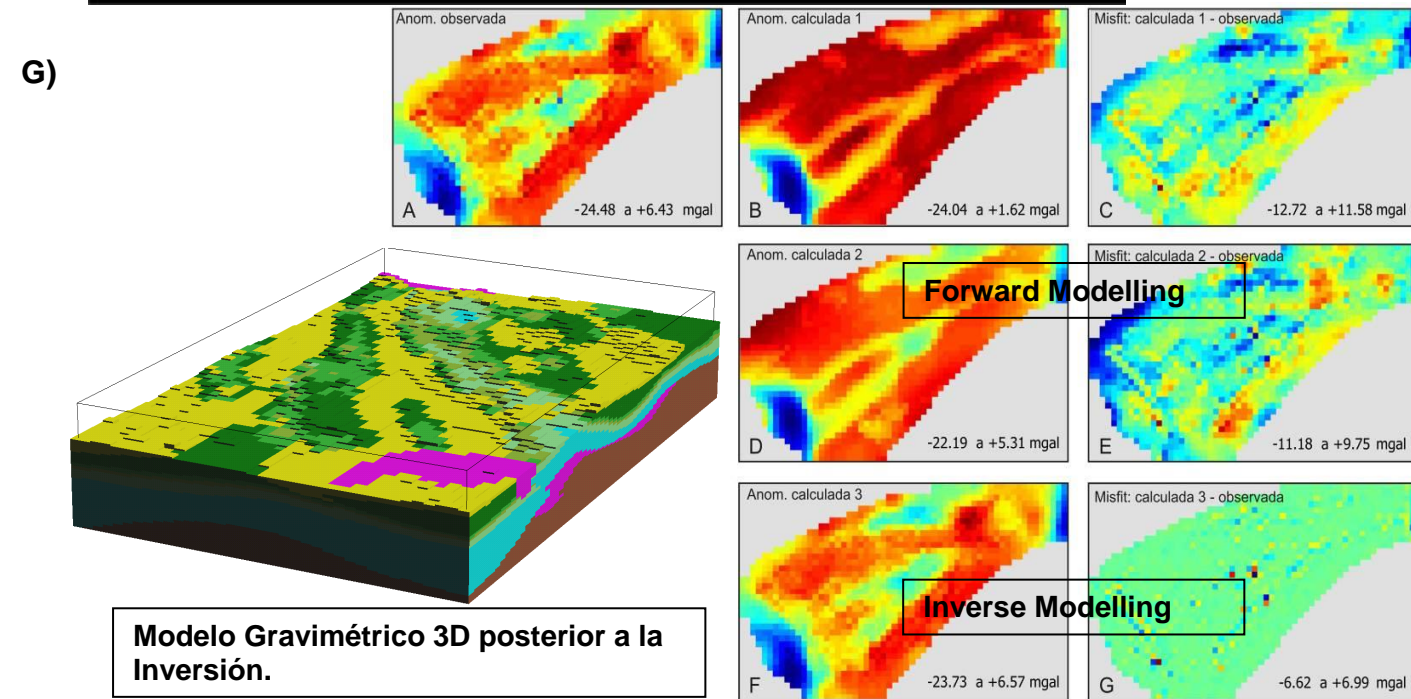 G)
Anom. observada
A
-24.48 a +6.43 mgal
Anom. calculada 1
B
-24.04 a +1.62 mgal
Misfit: calculada 1 - observada
C
-12.72 a +11.58 mgal
Anom. calculada 2
D
-22.19 a +5.31 mgal
Misfit: calculada 2 - observada
E
-11.18 a +9.75 mgal
Forward Modelling
Anom. calculada 3
F
-23.73 a +6.57 mgal
Misfit: calculada 3 - observada
G
-6.62 a +6.99 mgal
Inverse Modelling
Modelo Gravimétrico 3D posterior a la
Inversión.